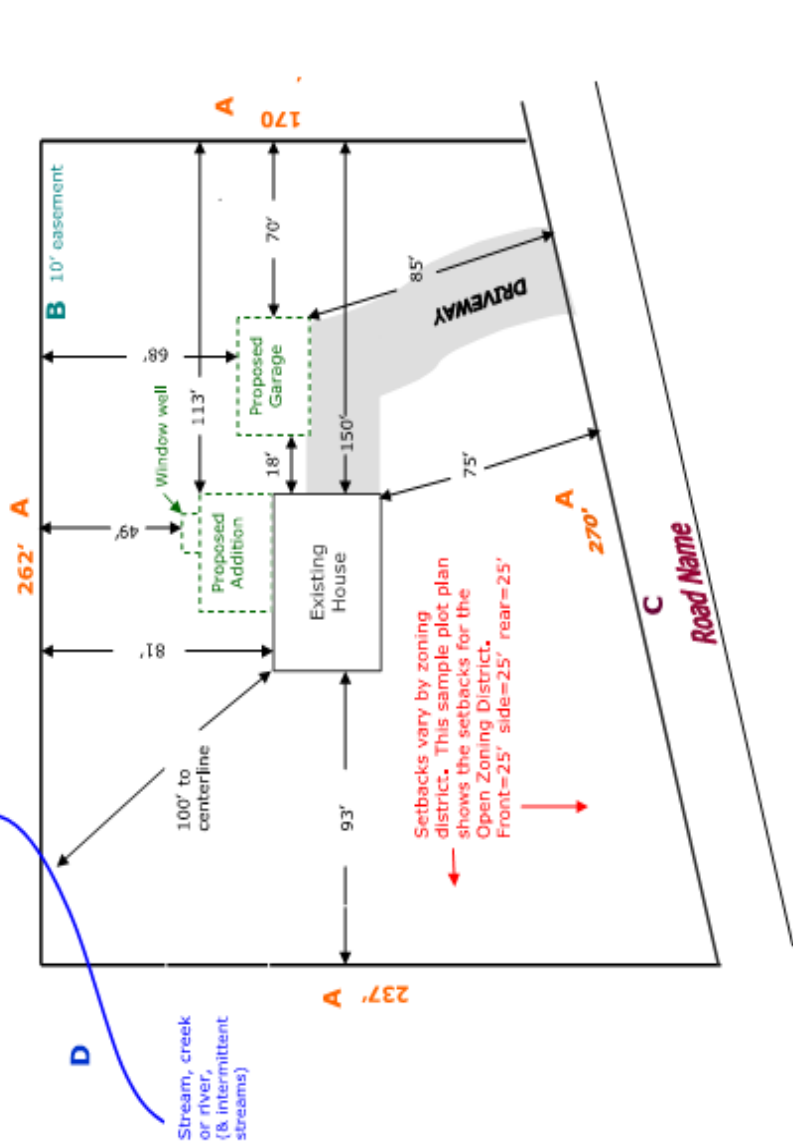 A
170
B 10' easement
70'
85'
DRIVEWAY
68'
Proposed
Garage
Window well
113'
150'
18'
75'
262' A
49'
Proposed
Addition
Existing
House
A
270'
C
Road Name
81'
100' to
centerline
93'
Setbacks vary by zoning
district. This sample plot plan
shows the setbacks for the
Open Zoning District.
Front=25' side=25' rear=25'
A 237'
D
Stream, creek
or river,
(& intermittent
streams)